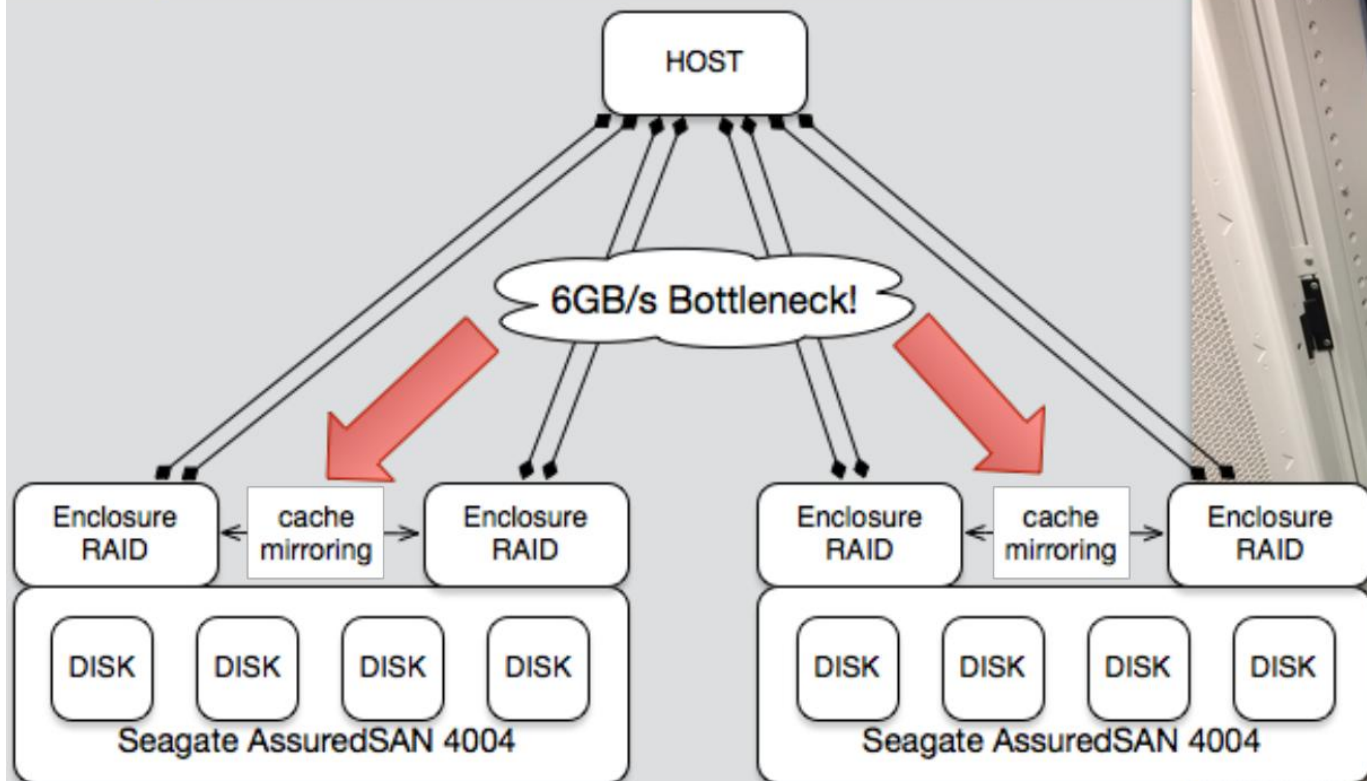 HOST
6GB/s Bottleneck!
Enclosure
RAID
cache
mirroring
Enclosure
RAID
Enclosure
RAID
cache
mirroring
Enclosure
RAID
DISK
DISK
DISK
DISK
Seagate AssuredSAN 4004
DISK
DISK
DISK
DISK
Seagate AssuredSAN 4004